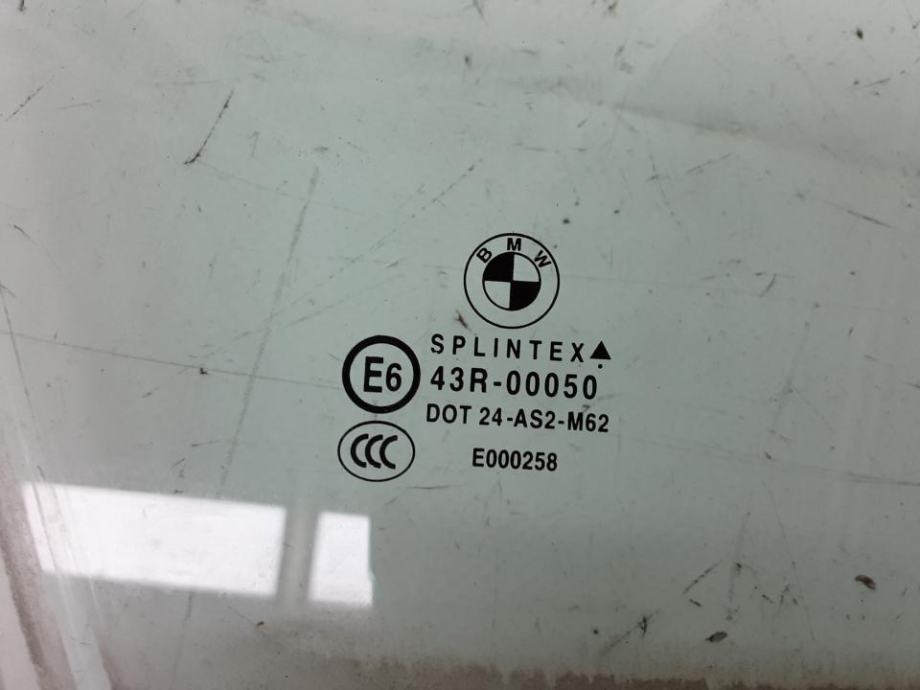 BMW
SPLINTEX
E6
43R-00050
DOT 24-AS2-M62
CCC
E000258